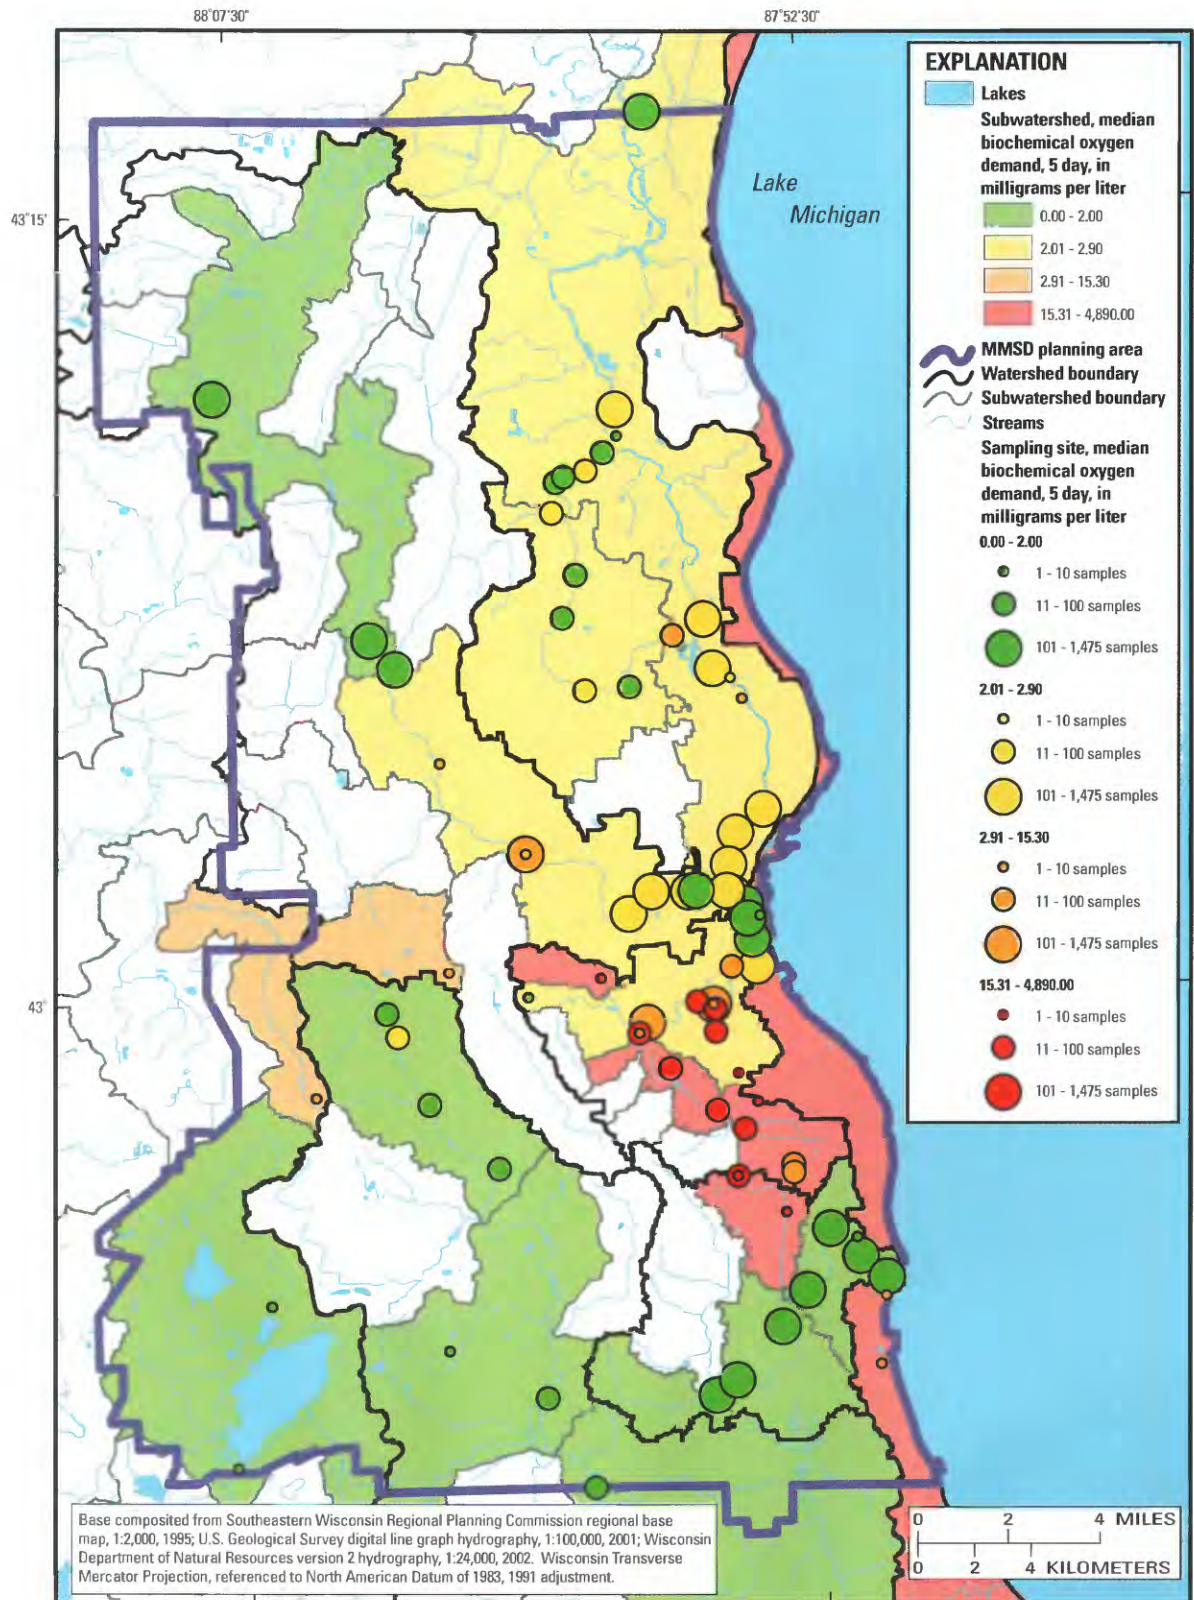 88°07'30"
87°52'30"
43°15'
43°
Lake
Michigan
EXPLANATION
Lakes
Subwatershed, median
biochemical oxygen
demand, 5 day, in
milligrams per liter
0.00 - 2.00
2.01 - 2.90
2.91 - 15.30
15.31 - 4,890.00
MMSD planning area
Watershed boundary
Subwatershed boundary
Streams
Sampling site, median
biochemical oxygen
demand, 5 day, in
milligrams per liter
0.00 - 2.00
1 - 10 samples
11 - 100 samples
101 - 1,475 samples
2.01 - 2.90
1 - 10 samples
11 - 100 samples
101 - 1,475 samples
2.91 - 15.30
1 - 10 samples
11 - 100 samples
101 - 1,475 samples
15.31 - 4,890.00
1 - 10 samples
11 - 100 samples
101 - 1,475 samples
Base composited from Southeastern Wisconsin Regional Planning Commission regional base
map, 1:2,000, 1995; U.S. Geological Survey digital line graph hydrography, 1:100,000, 2001; Wisconsin
Department of Natural Resources version 2 hydrography, 1:24,000, 2002. Wisconsin Transverse
Mercator Projection, referenced to North American Datum of 1983, 1991 adjustment.
0 2 4 MILES
0 2 4 KILOMETERS